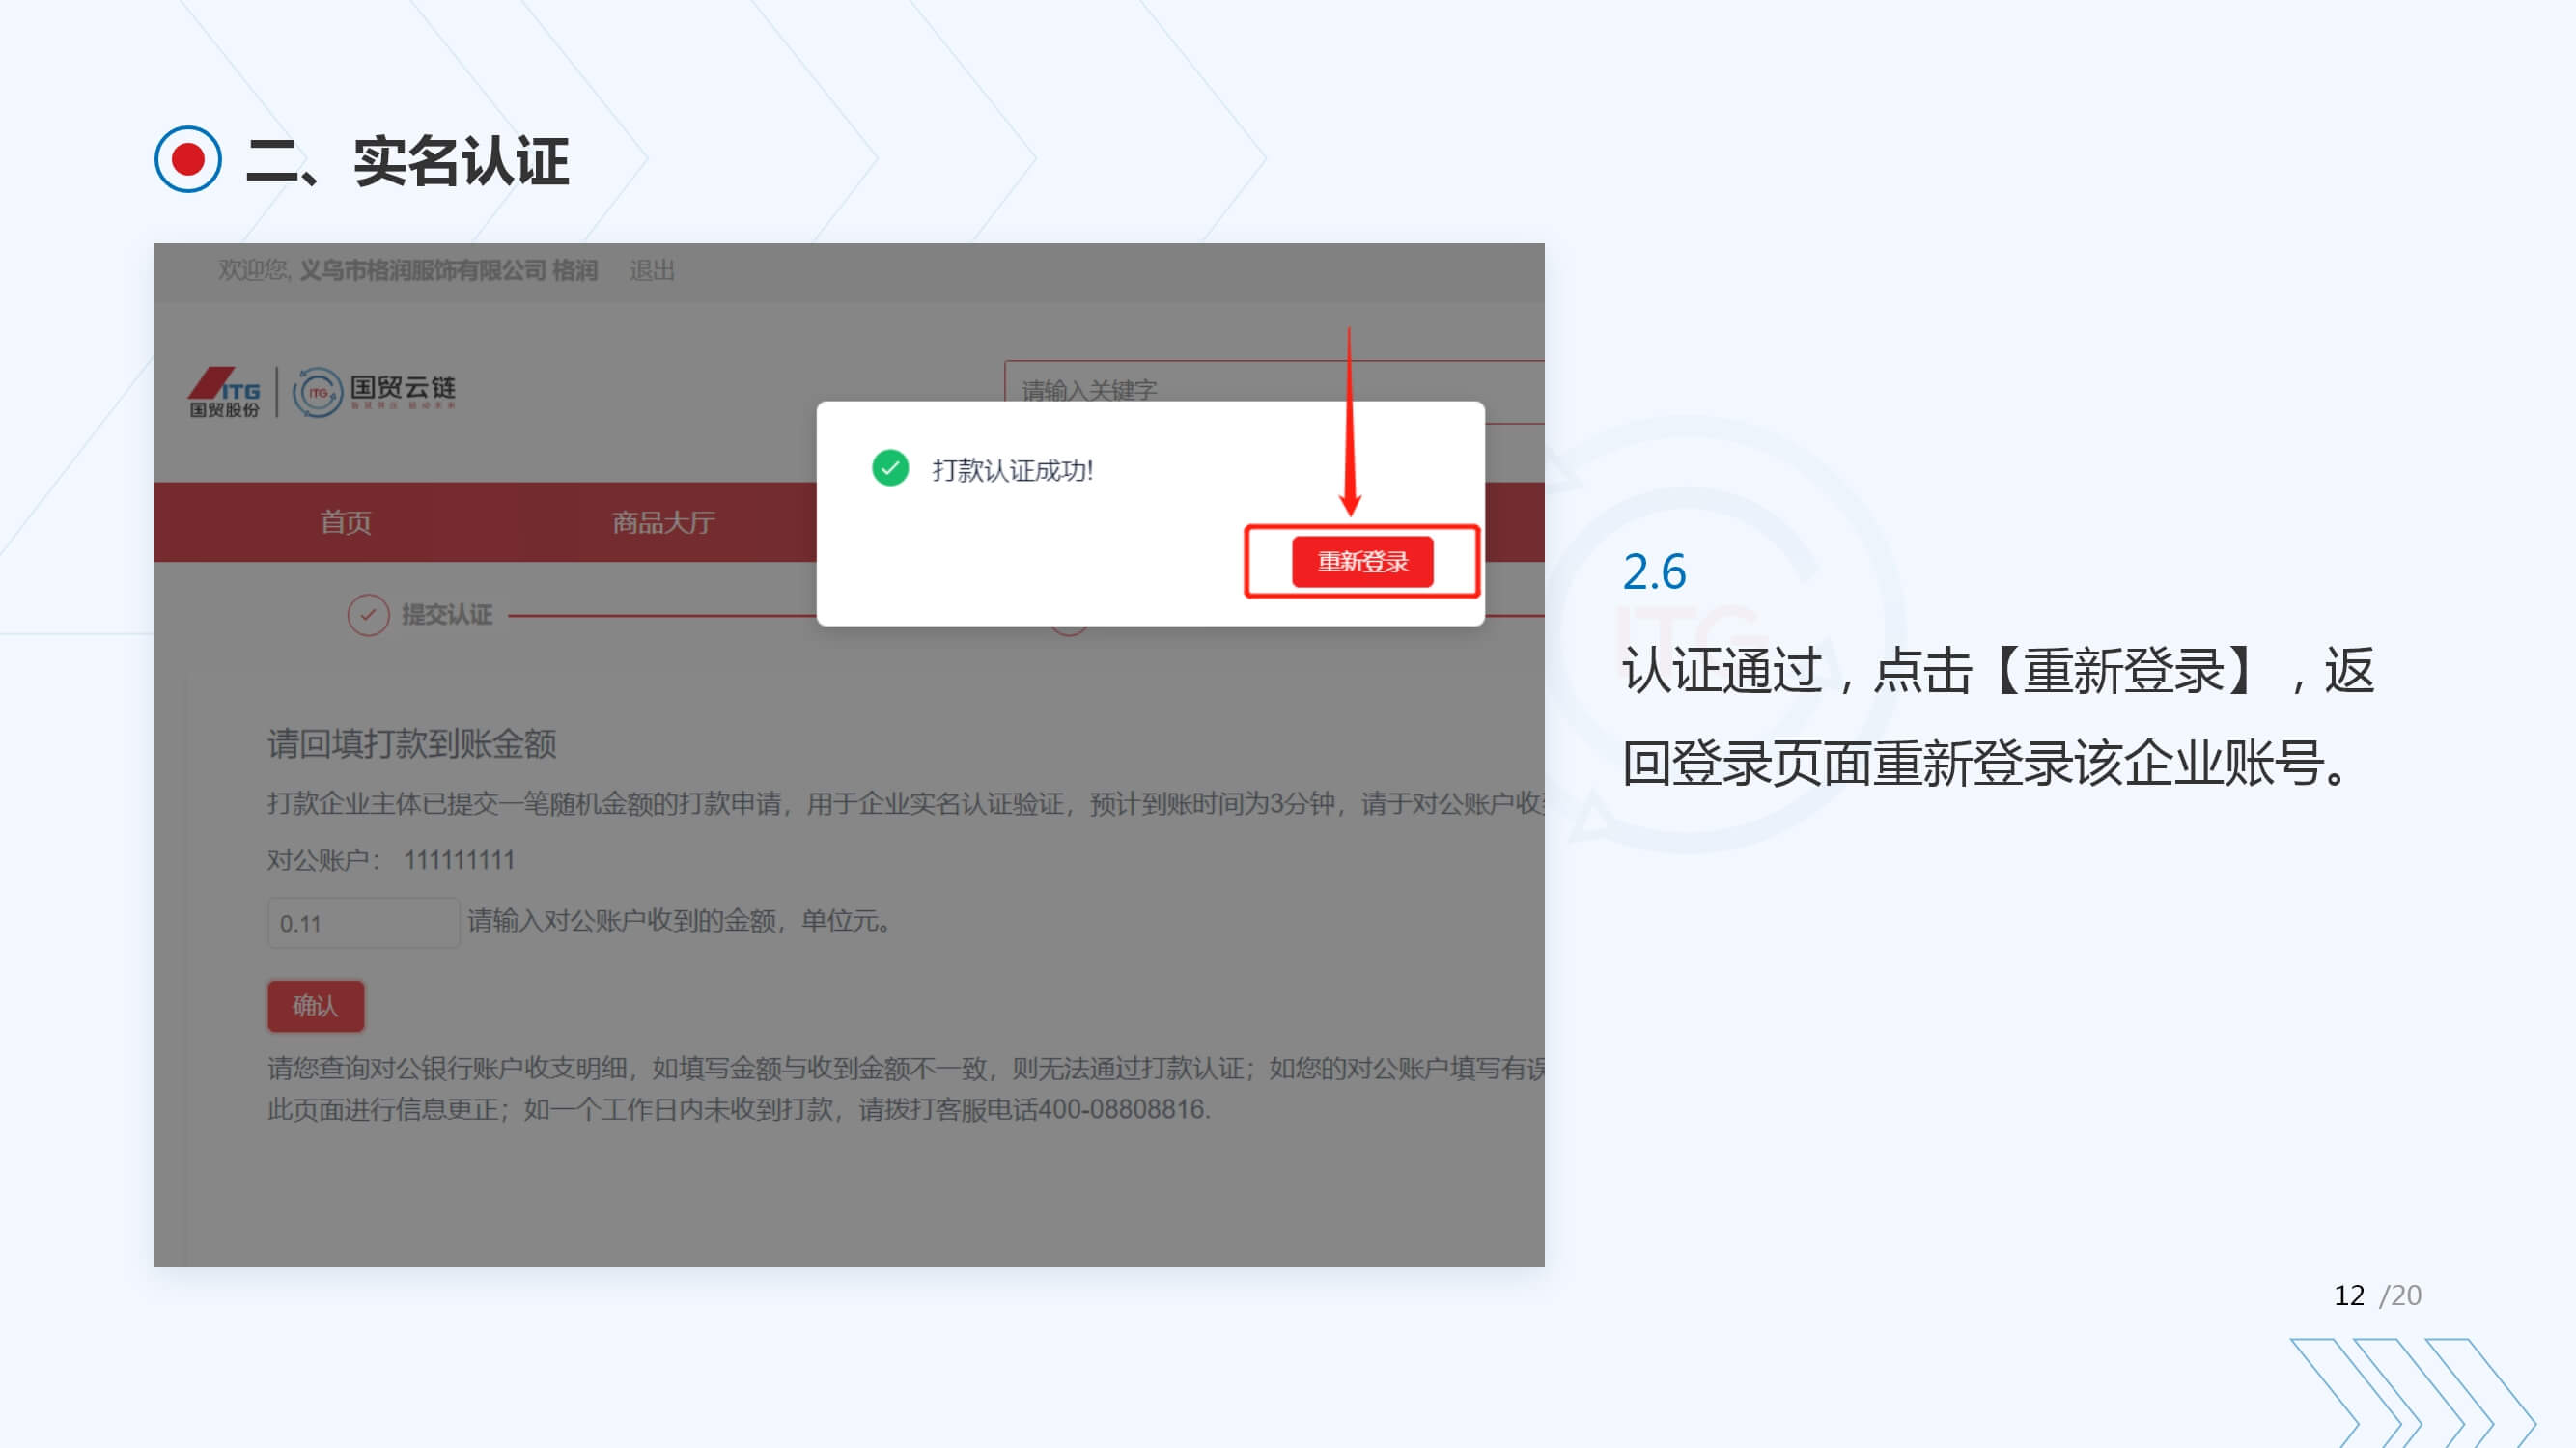 二、实名认证
欢迎您, 义乌市格润服饰有限公司 格润 退出
ITG
国贸股份
ITG
国贸云链
请输入关键字
打款认证成功!
重新登录
首页 商品大厅
提交认证
请回填打款到账金额
打款企业主体已提交一笔随机金额的打款申请，用于企业实名认证验证，预计到账时间为3分钟，请于对公账户收
对公账户： 111111111
0.11 请输入对公账户收到的金额，单位元。
确认
请您查询对公银行账户收支明细，如填写金额与收到金额不一致，则无法通过打款认证；如您的对公账户填写有误
此页面进行信息更正；如一个工作日内未收到打款，请拨打客服电话400-08808816.
2.6
ITG
认证通过，点击【重新登录】，返
回登录页面重新登录该企业账号。
12 /20